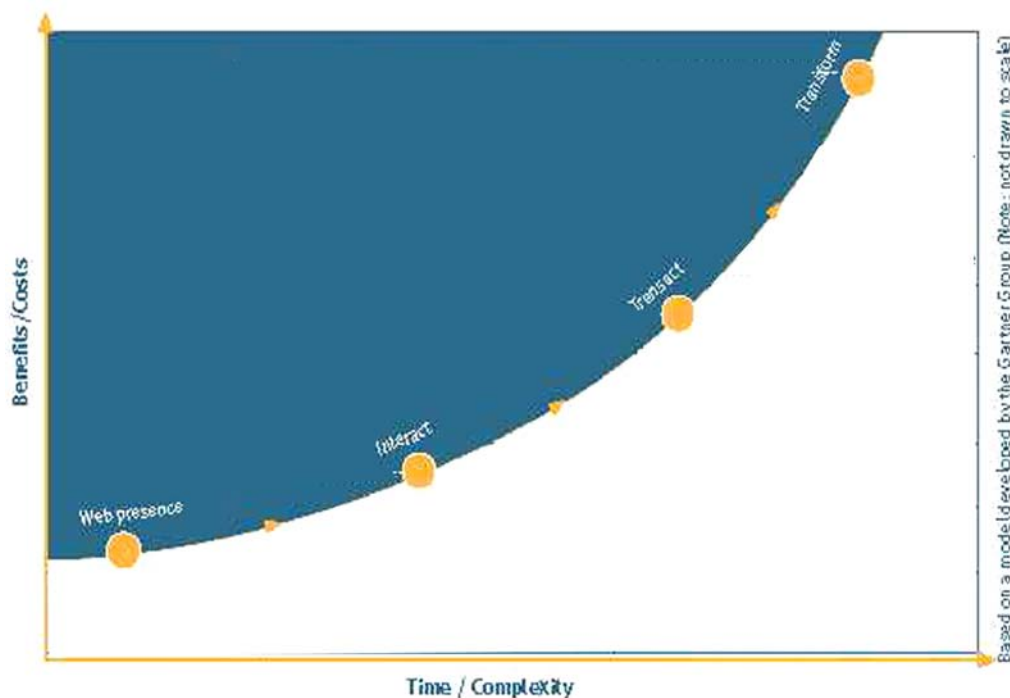 Transform
Transact
Interact
Web presence
Benefits /Costs
Time / Complexity
Based on a model developed by the Gartner Group (Note: not drawn to scale)